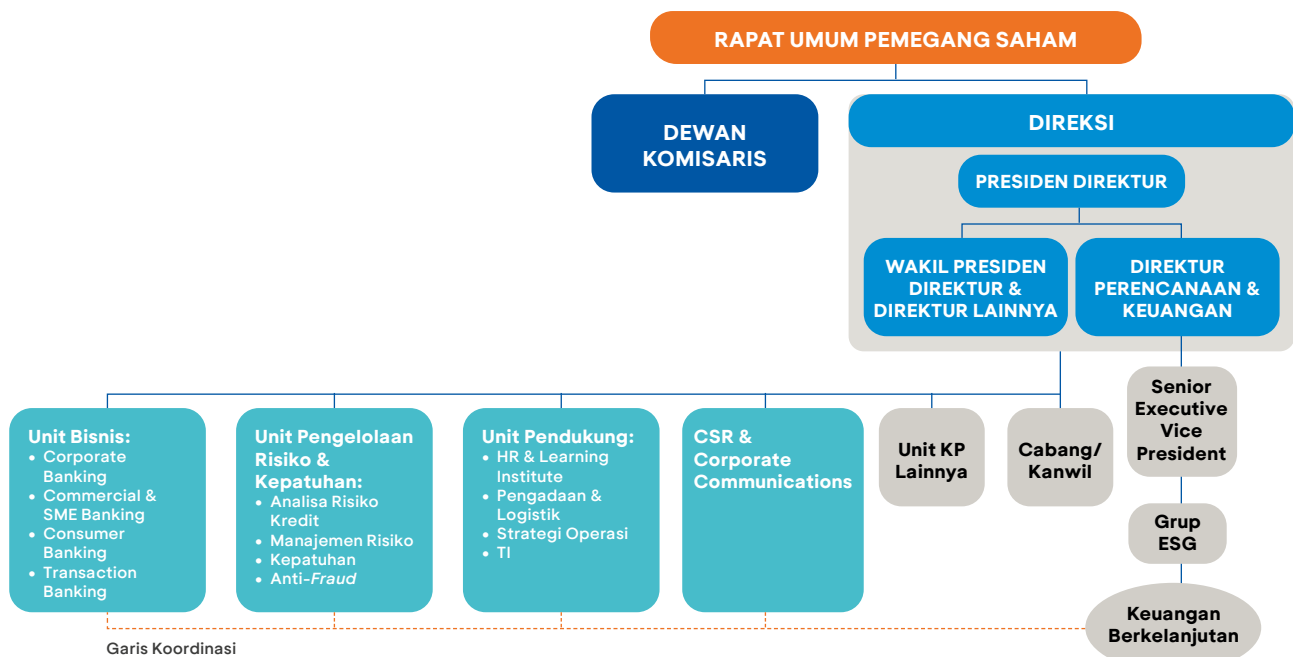 RAPAT UMUM PEMEGANG SAHAM
DEWAN
KOMISARIS
DIREKSI
PRESIDEN DIREKTUR
WAKIL PRESIDEN
DIREKTUR &
DIREKTUR LAINNYA
DIREKTUR
PERENCANAAN &
KEUANGAN
Unit Bisnis:
• Corporate
Banking
• Commercial &
SME Banking
• Consumer
Banking
• Transaction
Banking
Unit Pengelolaan
Risiko &
Kepatuhan:
• Analisa Risiko
Kredit
• Manajemen Risiko
• Kepatuhan
• Anti-Fraud
Unit Pendukung:
• HR & Learning
Institute
• Pengadaan &
Logistik
• Strategi Operasi
• TI
CSR &
Corporate
Communications
Unit KP
Lainnya
Cabang/
Kanwil
Senior
Executive
Vice
President
Grup
ESG
Keuangan
Berkelanjutan
Garis Koordinasi